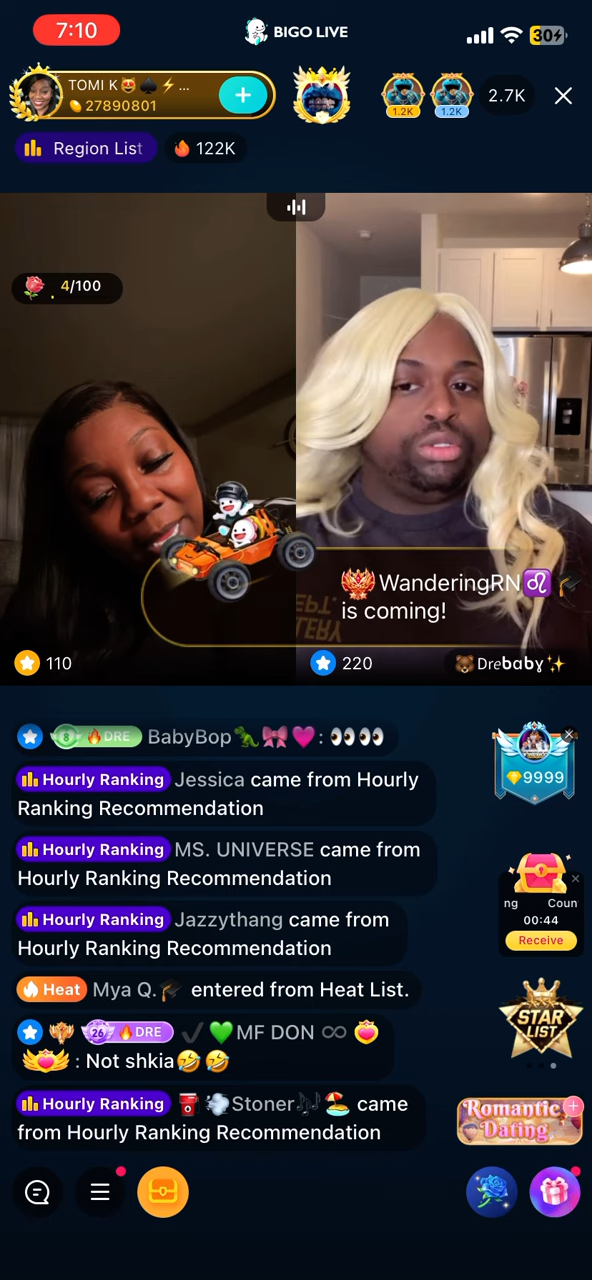 7:10
BIGO LIVE
30
TOMI K😻♠️⚡...
27890801
1.2K
1.2K
2.7K
Region List
122K
4/100
WanderingRN♌🎓
is coming!
110
220
🐻Drebaby✨
8
🔥DRE
BabyBop🦖🎀💗: 👀👀
9999
Hourly Ranking Jessica came from Hourly
Ranking Recommendation
Hourly Ranking MS. UNIVERSE came from
Hourly Ranking Recommendation
ng Coun
00:44
Receive
Hourly Ranking Jazzythang came from
Hourly Ranking Recommendation
Heat Mya Q.🎓 entered from Heat List.
STAR
LIST
26 🔥DRE ✔️💚MF DON ♾️
: Not shkia🤣🤣
Hourly Ranking 💨Stoner🎶🏖️ came
from Hourly Ranking Recommendation
Romantic
Dating